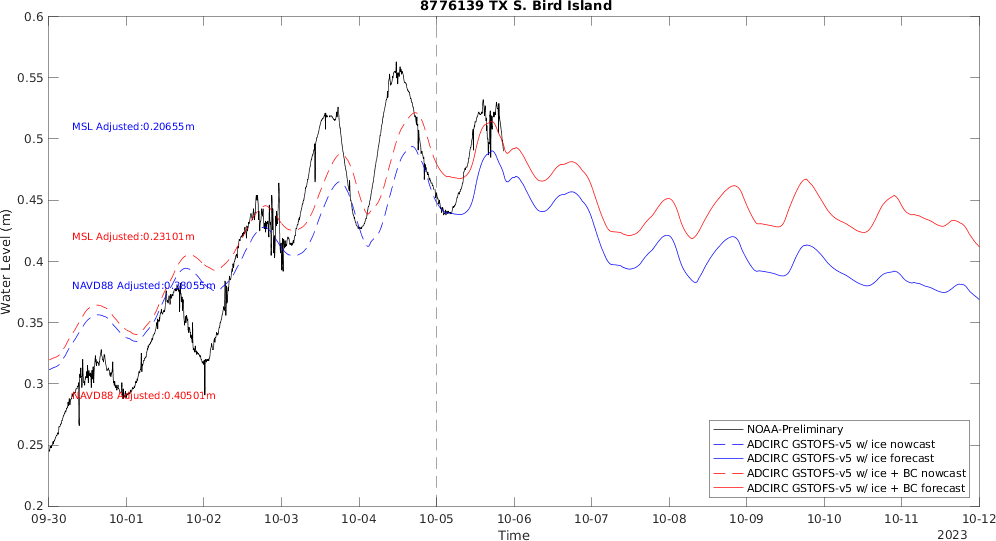 8776139 TX S. Bird Island
Water Level (m)
0.6
0.55
0.5
0.45
0.4
0.35
0.3
0.25
0.2
MSL Adjusted:0.20655m
MSL Adjusted:0.23101m
NAVD88 Adjusted:0.38055m
NAVD88 Adjusted:0.40501m
NOAA-Preliminary
ADCIRC GSTOFS-v5 w/ ice nowcast
ADCIRC GSTOFS-v5 w/ ice forecast
ADCIRC GSTOFS-v5 w/ ice + BC nowcast
ADCIRC GSTOFS-v5 w/ ice + BC forecast
09-30 10-01 10-02 10-03 10-04 10-05 10-06 10-07 10-08 10-09 10-10 10-11 10-12
Time
2023